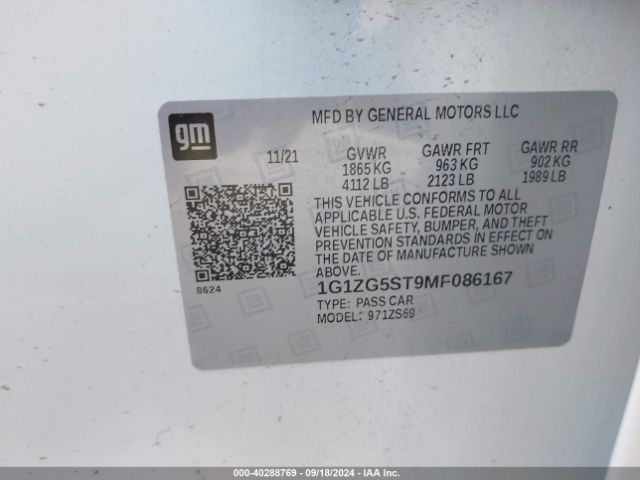 MFD BY GENERAL MOTORS LLC
gm
11/21 GVWR GAWR FRT GAWR RR
1865 KG 963 KG 902 KG
4112 LB 2123 LB 1989 LB
THIS VEHICLE CONFORMS TO ALL
APPLICABLE U.S. FEDERAL MOTOR
VEHICLE SAFETY, BUMPER, AND THEFT
PREVENTION STANDARDS IN EFFECT ON
THE DATE OF MANUFACTURE SHOWN
ABOVE.
1G1ZG5ST9MF086167
8624
TYPE: PASS CAR
MODEL: 971ZS69
000-40288769 - 09/18/2024 - IAAI.COM